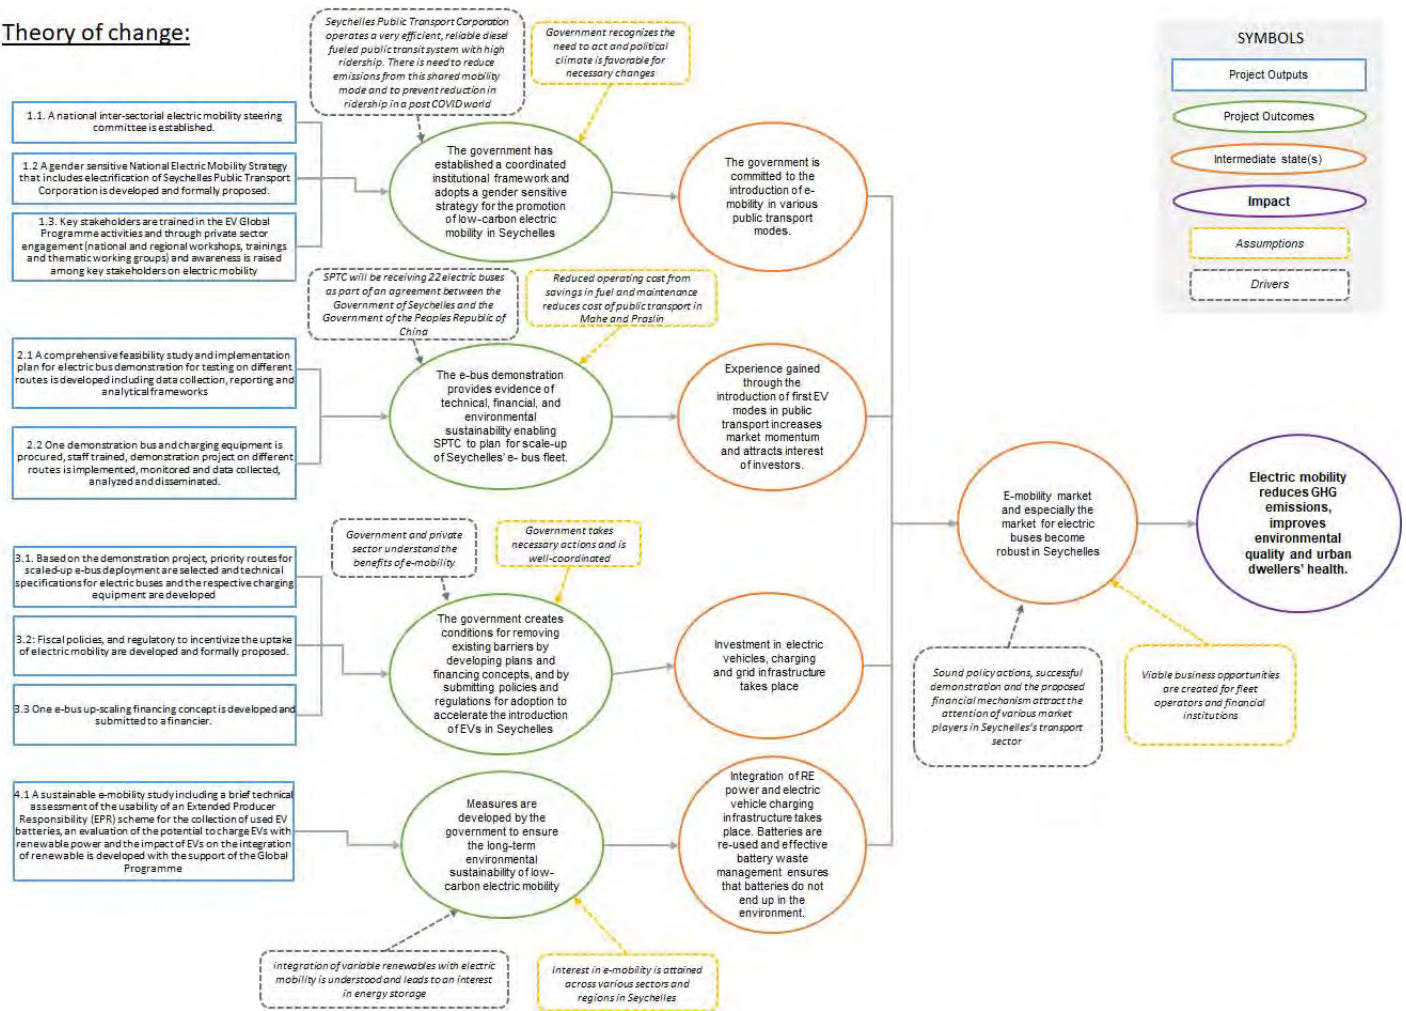 Theory of change:
Seychelles Public Transport Corporation
operates a very efficient, reliable diesel
fueled public transit system with high
ridership. There is need to reduce
emissions from this shared mobility
mode and to prevent reduction in
ridership in a post COVID world
Government recognizes the
need to act and political
climate is favorable for
necessary changes
SYMBOLS
Project Outputs
Project Outcomes
Intermediate state(s)
Impact
Assumptions
Drivers
1.1. A national inter-sectorial electric mobility steering
committee is established.
1.2 A gender sensitive National Electric Mobility Strategy
that includes electrification of Seychelles Public Transport
Corporation is developed and formally proposed.
1.3. Key stakeholders are trained in the EV Global
Programme activities and through private sector
engagement (national and regional workshops, trainings
and thematic working groups) and awareness is raised
among key stakeholders on electric mobility
The government has
established a coordinated
institutional framework and
adopts a gender sensitive
strategy for the promotion
of low-carbon electric
mobility in Seychelles
The government is
committed to the
introduction of e-
mobility in various
public transport
modes.
SPTC will be receiving 22 electric buses
as part of an agreement between the
Government of Seychelles and the
Government of the Peoples Republic of
China
Reduced operating cost from
savings in fuel and maintenance
reduces cost of public transport in
Mahe and Praslin
2.1 A comprehensive feasibility study and implementation
plan for electric bus demonstration for testing on different
routes is developed including data collection, reporting and
analytical frameworks
2.2 One demonstration bus and charging equipment is
procured, staff trained, demonstration project on different
routes is implemented, monitored and data collected,
analyzed and disseminated.
The e-bus demonstration
provides evidence of
technical, financial, and
environmental
sustainability enabling
SPTC to plan for scale-up
of Seychelles' e- bus fleet.
Experience gained
through the
introduction of first EV
modes in public
transport increases
market momentum
and attracts interest
of investors.
E-mobility market
and especially the
market for electric
buses become
robust in Seychelles
Electric mobility
reduces GHG
emissions,
improves
environmental
quality and urban
dwellers' health.
Government and private
sector understand the
benefits of e-mobility
Government takes
necessary actions and is
well-coordinated
3.1. Based on the demonstration project, priority routes for
scaled-up e-bus deployment are selected and technical
specifications for electric buses and the respective charging
equipment are developed
3.2: Fiscal policies, and regulatory to incentivize the uptake
of electric mobility are developed and formally proposed.
3.3 One e-bus up-scaling financing concept is developed and
submitted to a financier.
The government creates
conditions for removing
existing barriers by
developing plans and
financing concepts, and by
submitting policies and
regulations for adoption to
accelerate the introduction
of EVs in Seychelles
Investment in electric
vehicles, charging
and grid infrastructure
takes place
Sound policy actions, successful
demonstration and the proposed
financial mechanism attract the
attention of various market
players in Seychelles's transport
sector
Viable business opportunities
are created for fleet
operators and financial
institutions
4.1 A sustainable e-mobility study including a brief technical
assessment of the usability of an Extended Producer
Responsibility (EPR) scheme for the collection of used EV
batteries, an evaluation of the potential to charge EVs with
renewable power and the impact of EVs on the integration
of renewable is developed with the support of the Global
Programme
Measures are
developed by the
government to ensure
the long-term
environmental
sustainability of low-
carbon electric mobility
Integration of RE
power and electric
vehicle charging
infrastructure takes
place. Batteries are
re-used and effective
battery waste
management ensures
that batteries do not
end up in the
environment.
integration of variable renewables with electric
mobility is understood and leads to an interest
in energy storage
Interest in e-mobility is attained
across various sectors and
regions in Seychelles